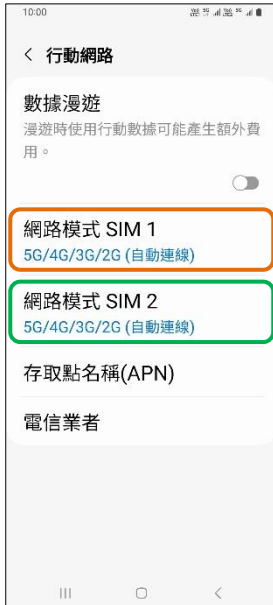 10:00
行動網路
數據漫遊
漫遊時使用行動數據可能產生額外費
用。
網路模式 SIM 1
5G/4G/3G/2G (自動連線)
網路模式 SIM 2
5G/4G/3G/2G (自動連線)
存取點名稱(APN)
電信業者